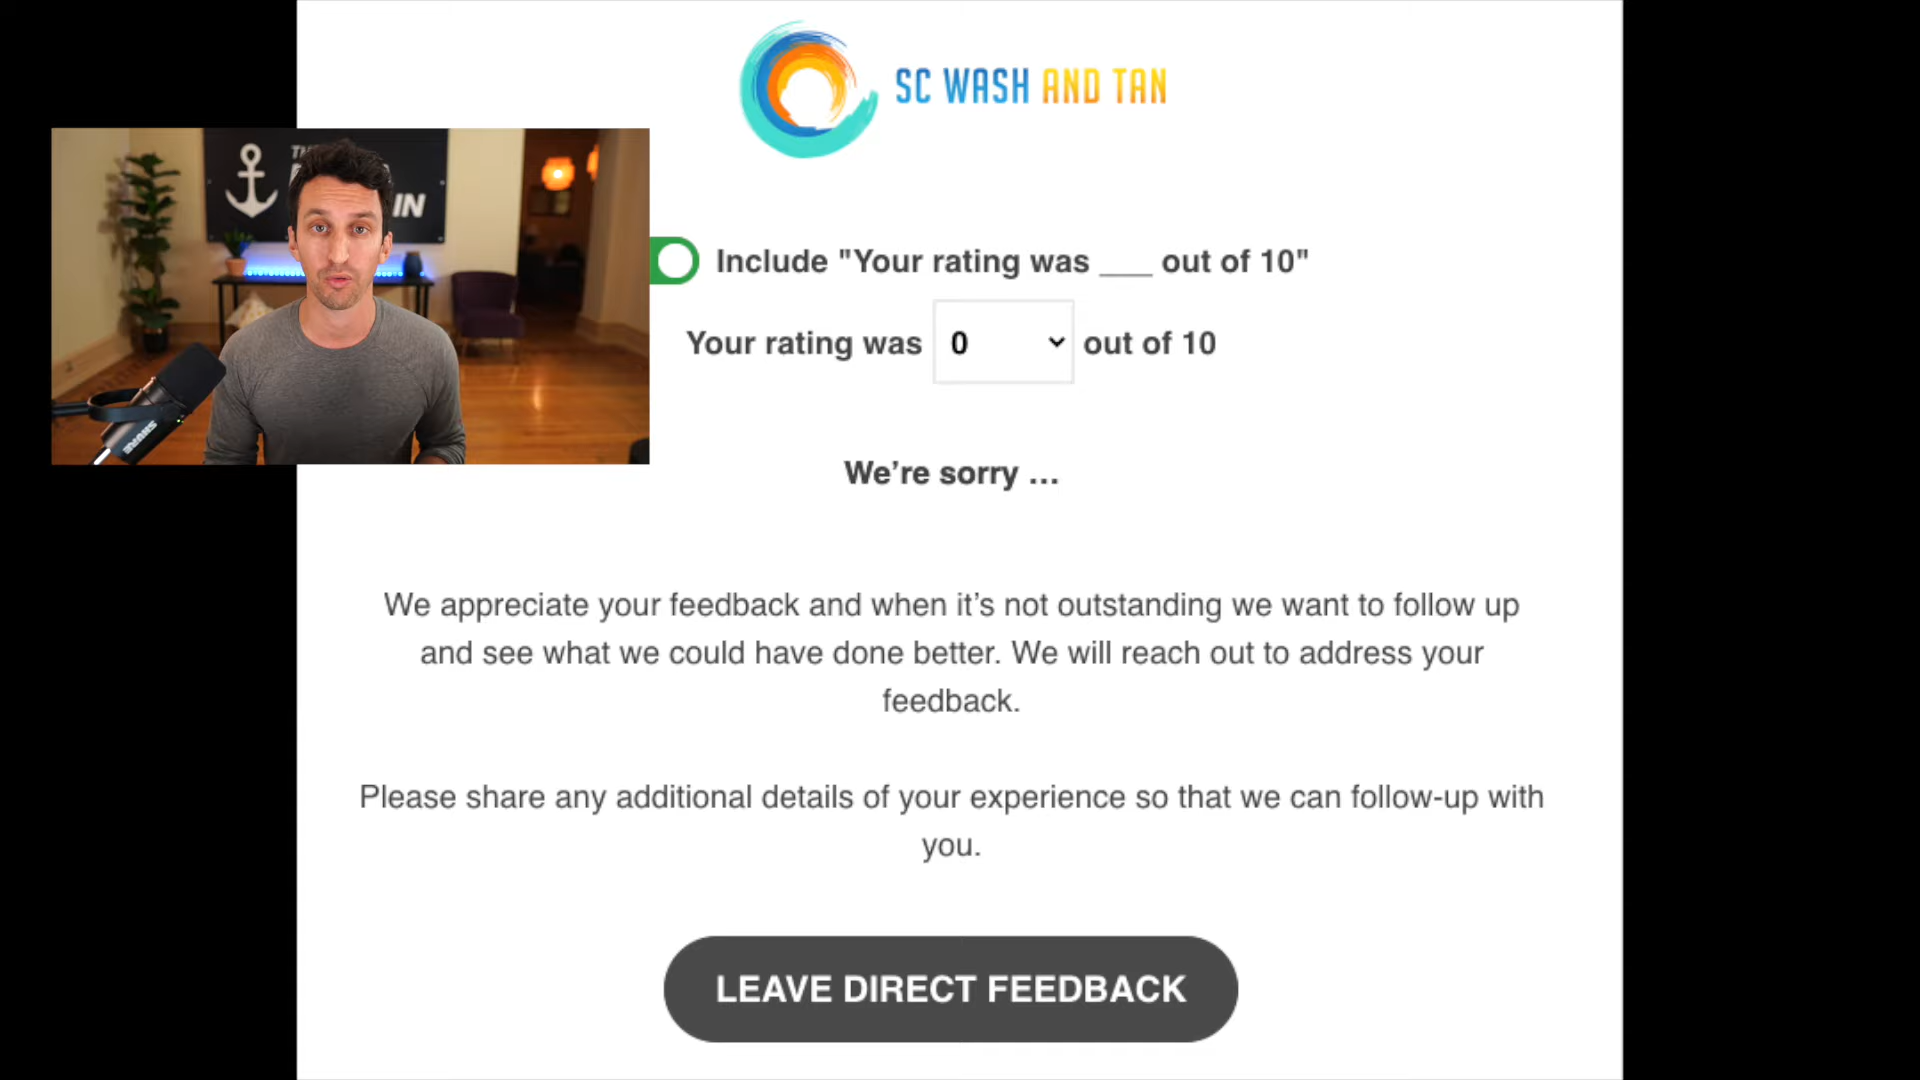 SC WASH AND TAN
IN
SHURE
Include "Your rating was ___ out of 10"
Your rating was 0 out of 10
We're sorry ...
We appreciate your feedback and when it's not outstanding we want to follow up
and see what we could have done better. We will reach out to address your
feedback.
Please share any additional details of your experience so that we can follow-up with
you.
LEAVE DIRECT FEEDBACK